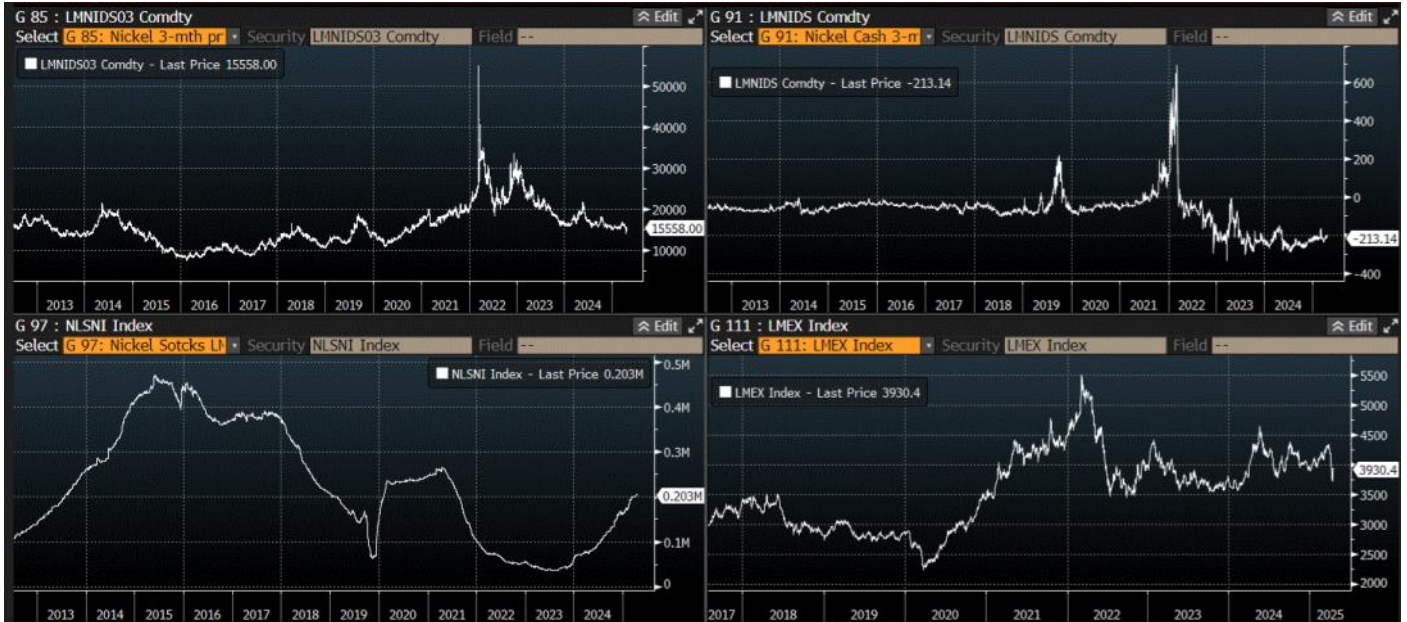 G 85 : LMNIDS03 Comdty
Edit
Select G 85: Nickel 3-mth pr Security LMNIDS03 Comdty Field --
LMNIDS03 Comdty - Last Price 15558.00
50000
40000
30000
20000
15558.00
10000
2013 2014 2015 2016 2017 2018 2019 2020 2021 2022 2023 2024
G 91 : LMNIDS Comdty
Edit
Select G 91: Nickel Cash 3-m Security LMNIDS Comdty Field --
LMNIDS Comdty - Last Price -213.14
600
400
200
0
-213.14
-400
2013 2014 2015 2016 2017 2018 2019 2020 2021 2022 2023 2024
G 97 : NLSNI Index
Edit
Select G 97: Nickel Sotcks LM Security NLSNI Index Field --
NLSNI Index - Last Price 0.203M
0.5M
0.4M
0.3M
0.203M
0.1M
0
2013 2014 2015 2016 2017 2018 2019 2020 2021 2022 2023 2024
G 111 : LMEX Index
Edit
Select G 111: LMEX Index Security LMEX Index Field --
LMEX Index - Last Price 3930.4
5500
5000
4500
3930.4
3500
3000
2500
2000
2017 2018 2019 2020 2021 2022 2023 2024 2025